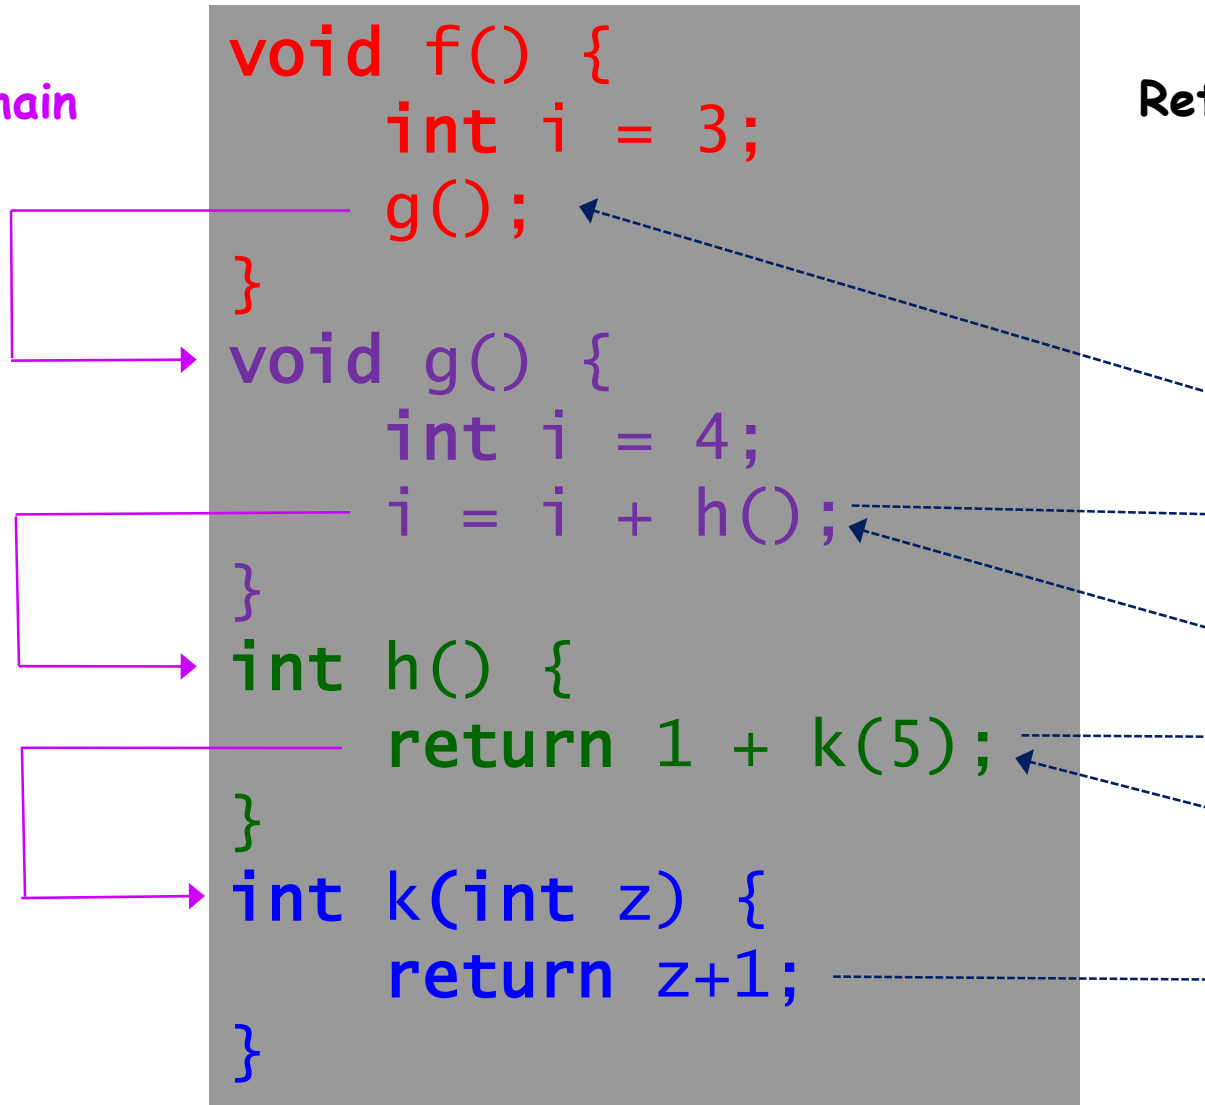 void f() {
int i = 3;
g();
}
void g() {
int i = 4;
i = i + h();
}
int h() {
return 1 + k(5);
}
int k(int z) {
return z+1;
}